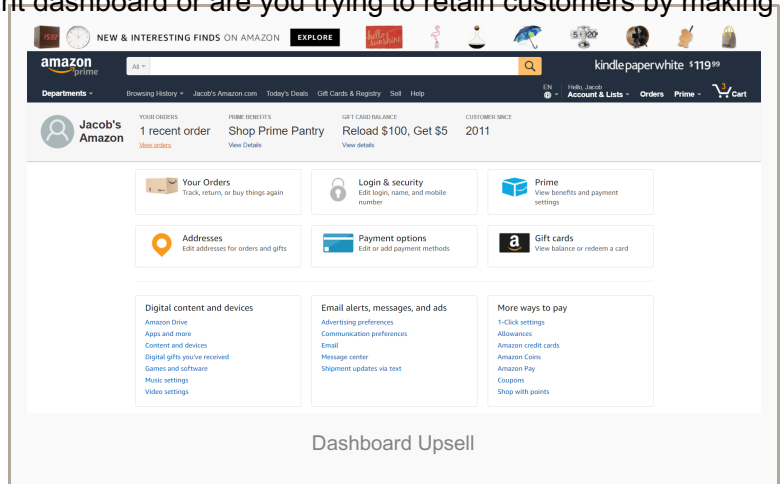 nt dashboard or are you trying to retain customers by making
NEW & INTERESTING FINDS ON AMAZON EXPLORE
hello sunshine
amazon prime
All
kindle paperwhite $119.99
Departments
Browsing History Jacob's Amazon.com Today's Deals Gift Cards & Registry Sell Help
EN
Hello, Jacob
Account & Lists Orders Prime 3 Cart
Jacob's Amazon
YOUR ORDERS
1 recent order
View orders
PRIME BENEFITS
Shop Prime Pantry
View Details
GIFT CARD BALANCE
Reload $100, Get $5
View details
CUSTOMER SINCE
2011
Your Orders
Track, return, or buy things again
Login & security
Edit login, name, and mobile
number
Prime
View benefits and payment
settings
Addresses
Edit addresses for orders and gifts
Payment options
Edit or add payment methods
a
Gift cards
View balance or redeem a card
Digital content and devices
Amazon Drive
Apps and more
Content and devices
Digital gifts you've received
Games and software
Music settings
Video settings
Email alerts, messages, and ads
Advertising preferences
Communication preferences
Email
Message center
Shipment updates via text
More ways to pay
1-Click settings
Allowances
Amazon credit cards
Amazon Coins
Amazon Pay
Coupons
Shop with points
Dashboard Upsell